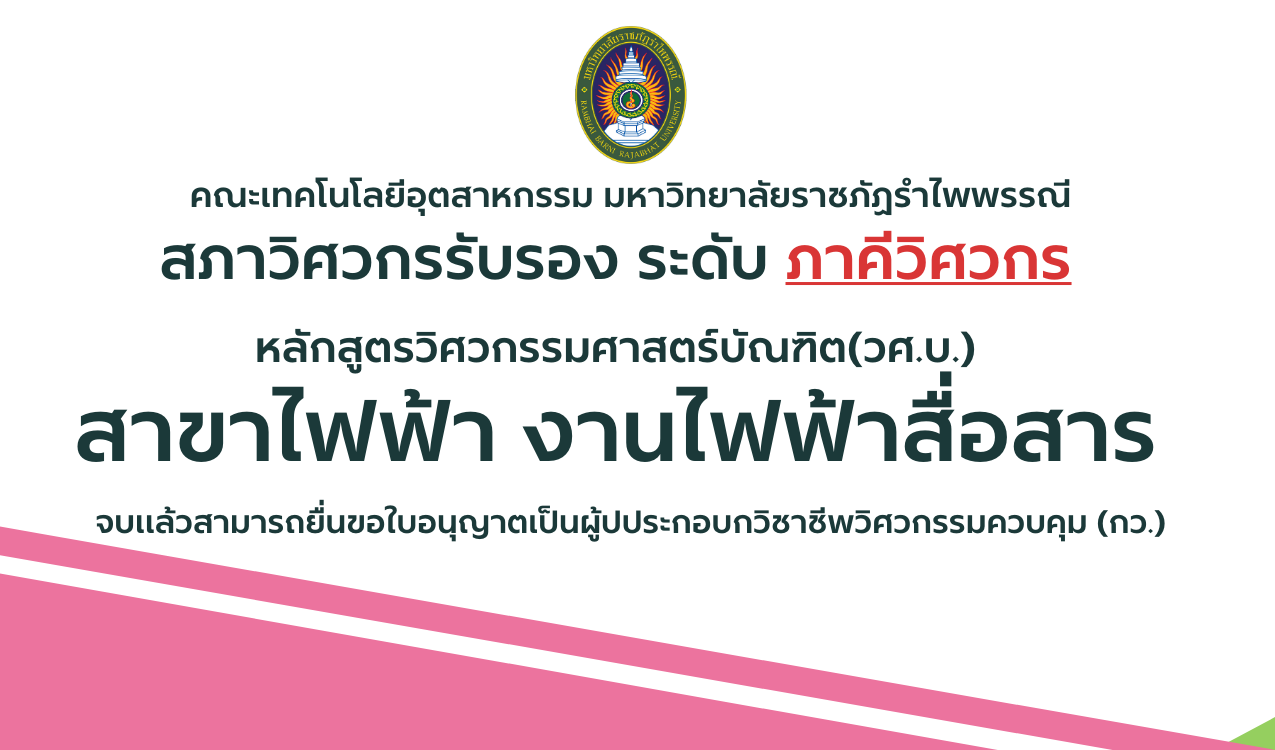 มหาวิทยาลัยราชภัฏรำไพพรรณี
RAMBHAI BARNI RAJABHAT UNIVERSITY
คณะเทคโนโลยีอุตสาหกรรม มหาวิทยาลัยราชภัฏรำไพพรรณี
สภาวิศวกรรับรอง ระดับ ภาคีวิศวกร
หลักสูตรวิศวกรรมศาสตร์บัณฑิต(วศ.บ.)
สาขาไฟฟ้า งานไฟฟ้าสื่อสาร
จบแล้วสามารถยื่นขอใบอนุญาตเป็นผู้ปประกอบกวิชาชีพวิศวกรรมควบคุม (กว.)